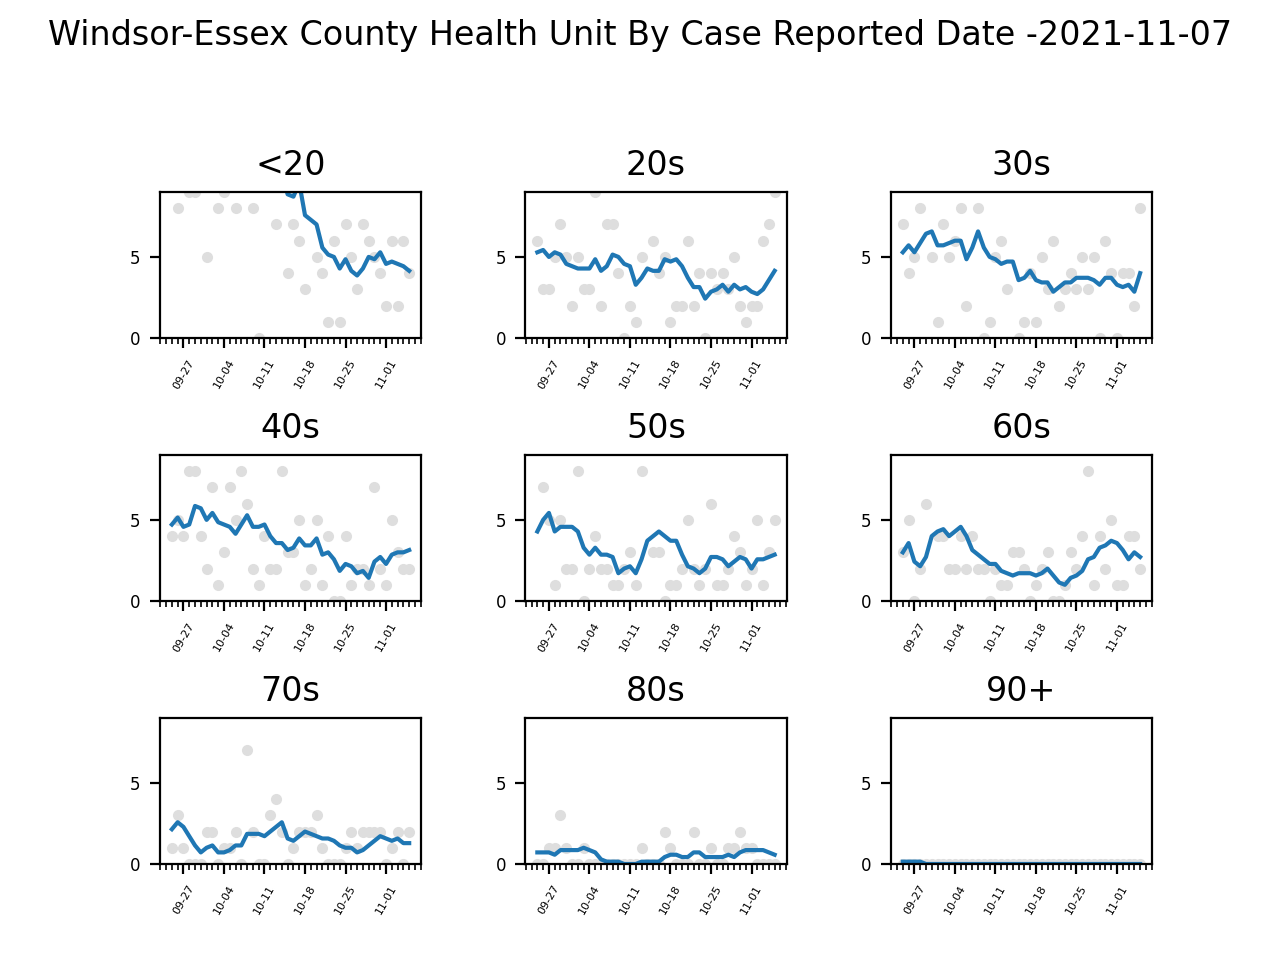 Windsor-Essex County Health Unit By Case Reported Date -2021-11-07
<20 20s 30s
5 5 5
0 0 0
09-27 10-04 10-11 10-18 10-25 11-01 09-27 10-04 10-11 10-18 10-25 11-01 09-27 10-04 10-11 10-18 10-25 11-01
40s 50s 60s
5 5 5
0 0 0
09-27 10-04 10-11 10-18 10-25 11-01 09-27 10-04 10-11 10-18 10-25 11-01 09-27 10-04 10-11 10-18 10-25 11-01
70s 80s 90+
5 5 5
0 0 0
09-27 10-04 10-11 10-18 10-25 11-01 09-27 10-04 10-11 10-18 10-25 11-01 09-27 10-04 10-11 10-18 10-25 11-01